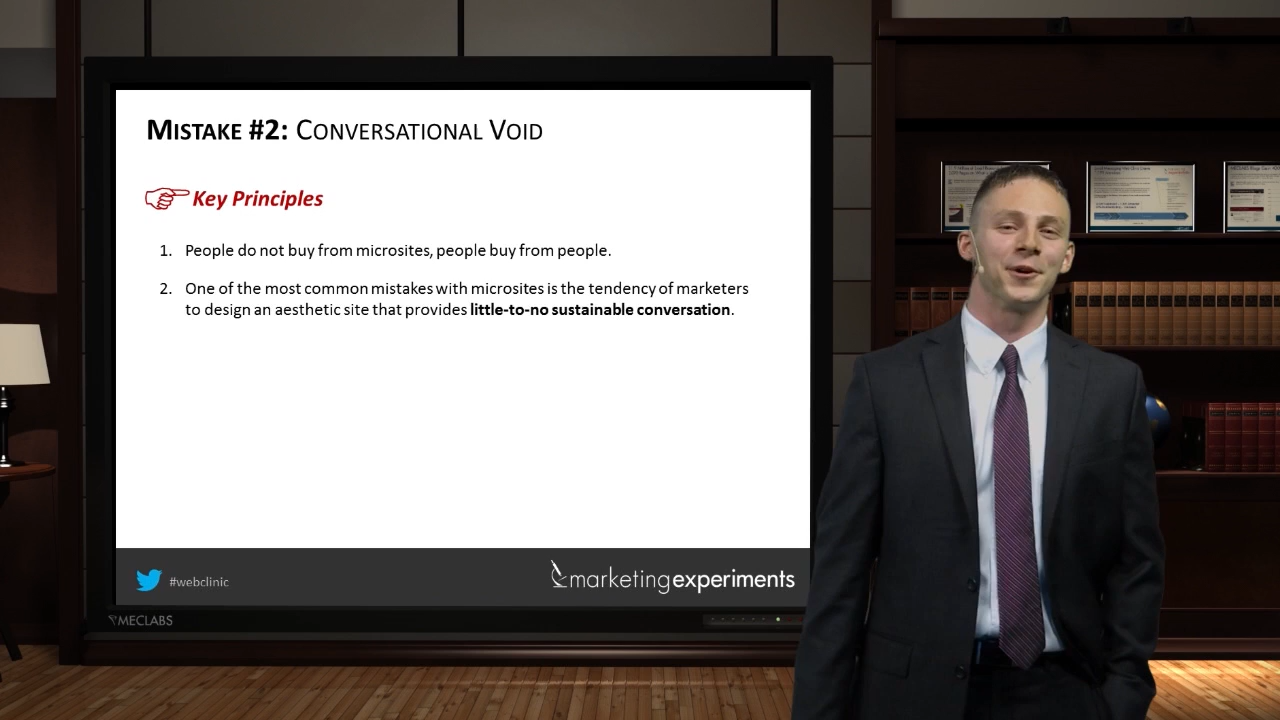 MISTAKE #2: CONVERSATIONAL VOID
Key Principles
1. People do not buy from microsites, people buy from people.
2. One of the most common mistakes with microsites is the tendency of marketers
to design an aesthetic site that provides little-to-no sustainable conversation.
#webclinic
marketingexperiments
MECLABS